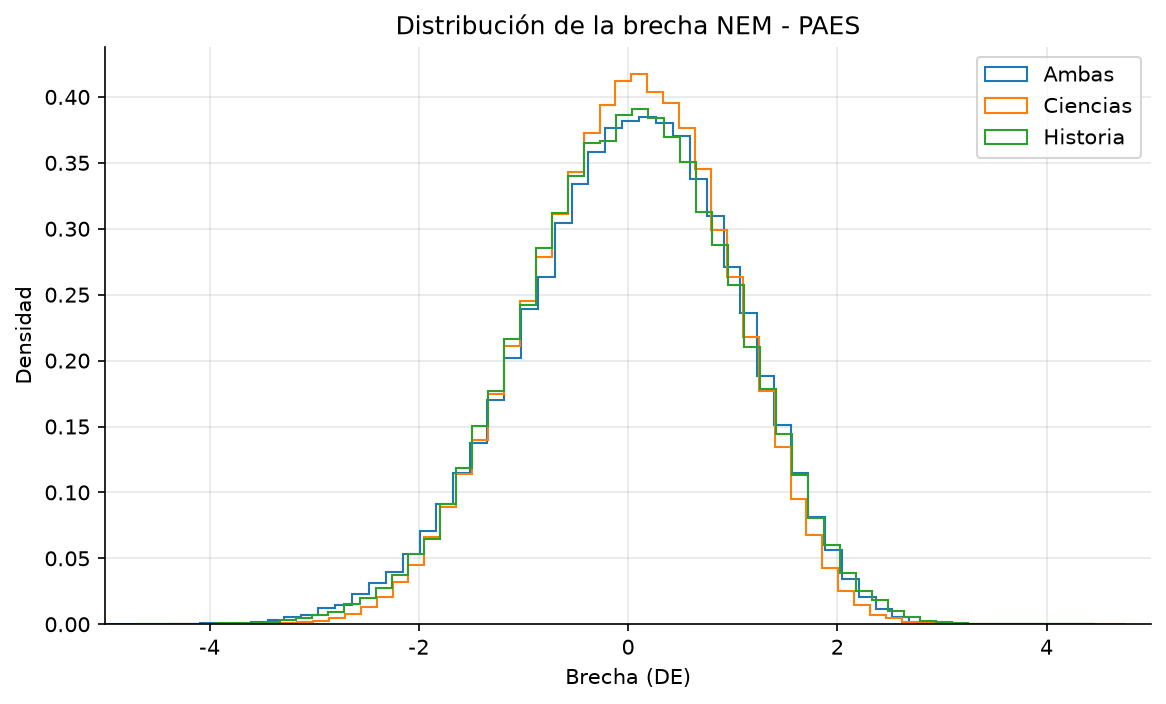 Distribución de la brecha NEM - PAES
Ambas
Ciencias
Historia
Densidad
0.40
0.35
0.30
0.25
0.20
0.15
0.10
0.05
0.00
-4
-2
0
2
4
Brecha (DE)